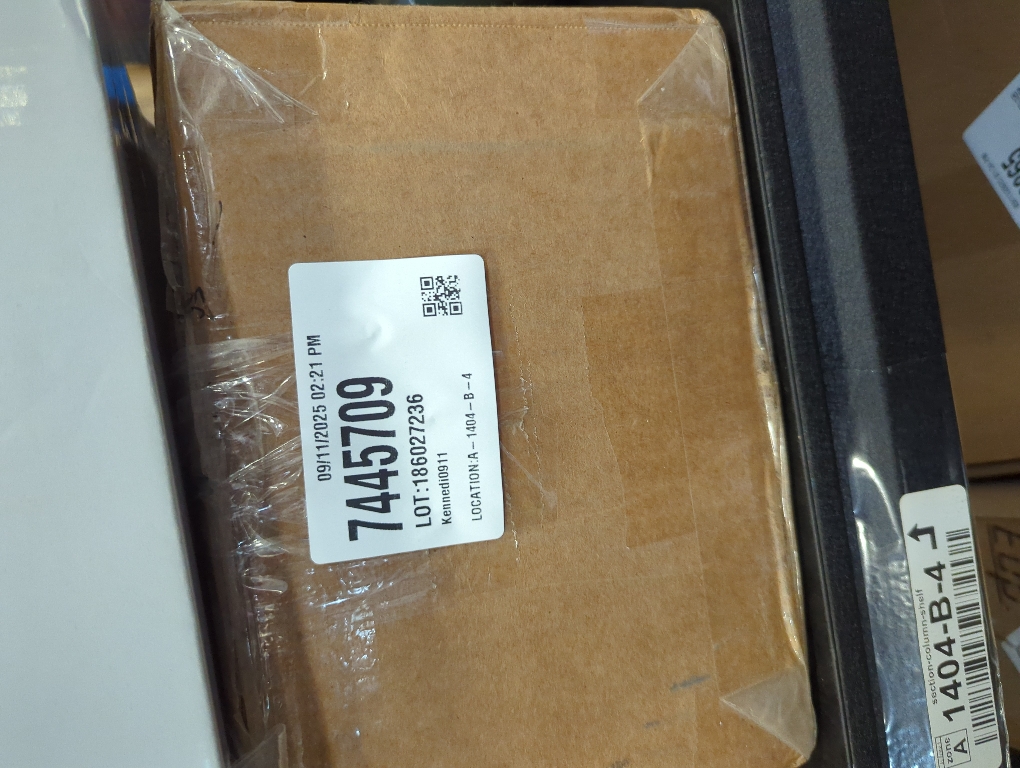 09/11/2025 02:21 PM
7445709
LOT:186027236
Kennedi0911
LOCATION:A-1404-B-4
section-column-shelf
zone
A
1404-B-4